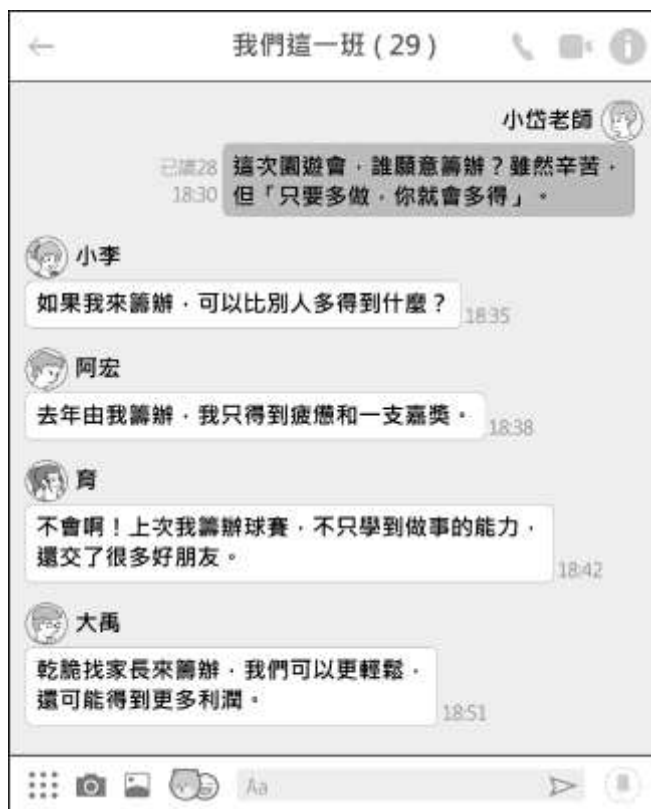 我們這一班(29)
小岱老師
這次園遊會，誰願意籌辦？雖然辛苦，
但「只要多做，你就會多得」。
已讀28
18:30
小李
如果我來籌辦，可以比別人多得到什麼？
18:35
阿宏
去年由我籌辦，我只得到疲憊和一支嘉獎。
18:38
育
不會啊！上次我籌辦球賽，不只學到做事的能力，
還交了很多好朋友。
18:42
大禹
乾脆找家長來籌辦，我們可以更輕鬆，
還可能得到更多利潤。
18:51
Aa